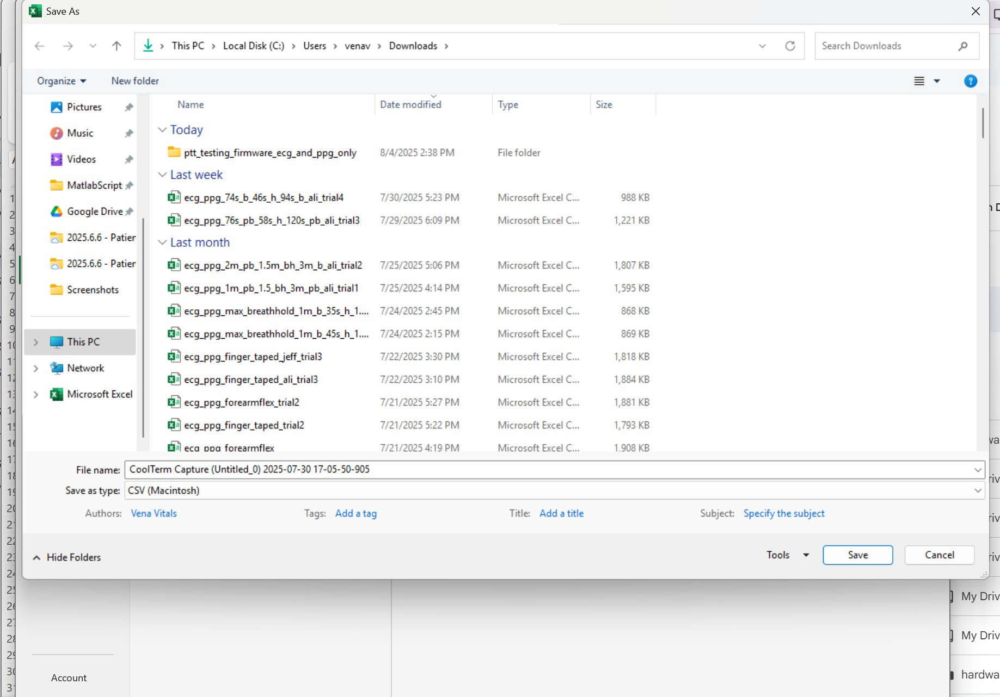 Save As
This PC > Local Disk (C:) > Users > venav > Downloads >
Search Downloads
Organize
New folder
Name Date modified Type Size
Pictures
Music
Videos
MatlabScript
Google Drive
2025.6.6 - Patier
2025.6.6 - Patier
Screenshots
This PC
Network
Microsoft Excel
Today
ptt_testing_firmware_ecg_and_ppg_only 8/4/2025 2:38 PM File folder
Last week
ecg_ppg_74s_b_46s_h_94s_b_ali_trial4 7/30/2025 5:23 PM Microsoft Excel C... 988 KB
ecg_ppg_76s_pb_58s_h_120s_pb_ali_trial3 7/29/2025 6:09 PM Microsoft Excel C... 1,221 KB
Last month
ecg_ppg_2m_pb_1.5m_bh_3m_b_ali_trial2 7/25/2025 5:06 PM Microsoft Excel C... 1,807 KB
ecg_ppg_1m_pb_1.5_bh_3m_pb_ali_trial1 7/25/2025 4:14 PM Microsoft Excel C... 1,595 KB
ecg_ppg_max_breathhold_1m_b_35s_h_1.... 7/24/2025 2:45 PM Microsoft Excel C... 868 KB
ecg_ppg_max_breathhold_1m_b_45s_h_1.... 7/24/2025 2:15 PM Microsoft Excel C... 869 KB
ecg_ppg_finger_taped_jeff_trial3 7/22/2025 3:30 PM Microsoft Excel C... 1,818 KB
ecg_ppg_finger_taped_ali_trial3 7/22/2025 3:10 PM Microsoft Excel C... 1,884 KB
ecg_ppg_forearmflex_trial2 7/21/2025 5:27 PM Microsoft Excel C... 1,881 KB
ecg_ppg_finger_taped_trial2 7/21/2025 5:22 PM Microsoft Excel C... 1,793 KB
ecg_ppg_forearmflex 7/21/2025 4:19 PM Microsoft Excel C... 1,908 KB
File name: CoolTerm Capture (Untitled_0) 2025-07-30 17-05-50-905
Save as type: CSV (Macintosh)
Authors: Vena Vitals Tags: Add a tag Title: Add a title Subject: Specify the subject
Hide Folders
Tools Save Cancel
My Driv
My Driv
hardwa
Account
1
2
3
4
5
6
7
8
9